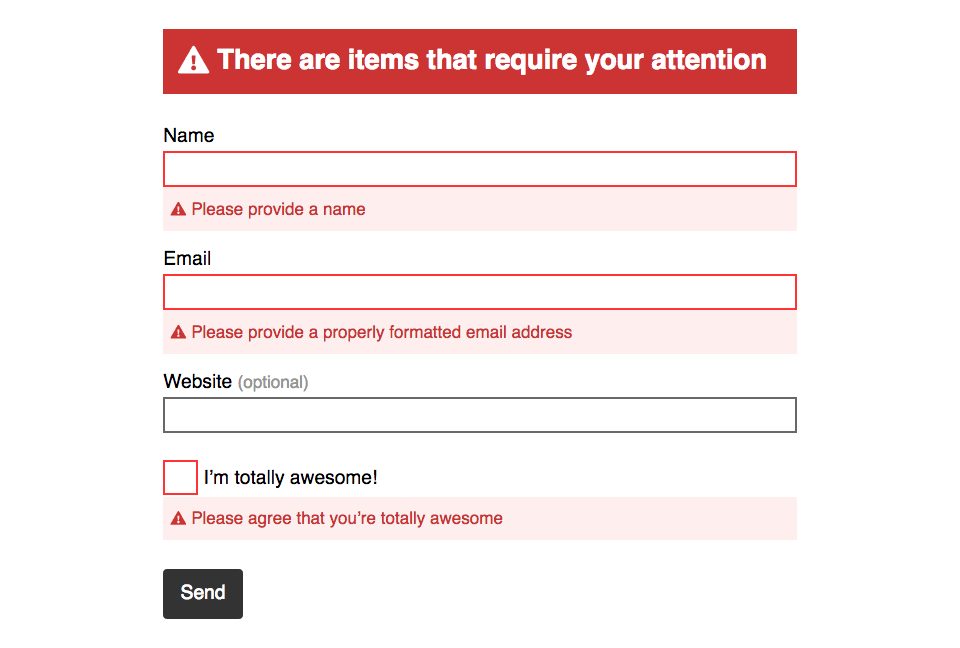 There are items that require your attention
Name
Please provide a name
Email
Please provide a properly formatted email address
Website (optional)
I’m totally awesome!
Please agree that you’re totally awesome
Send